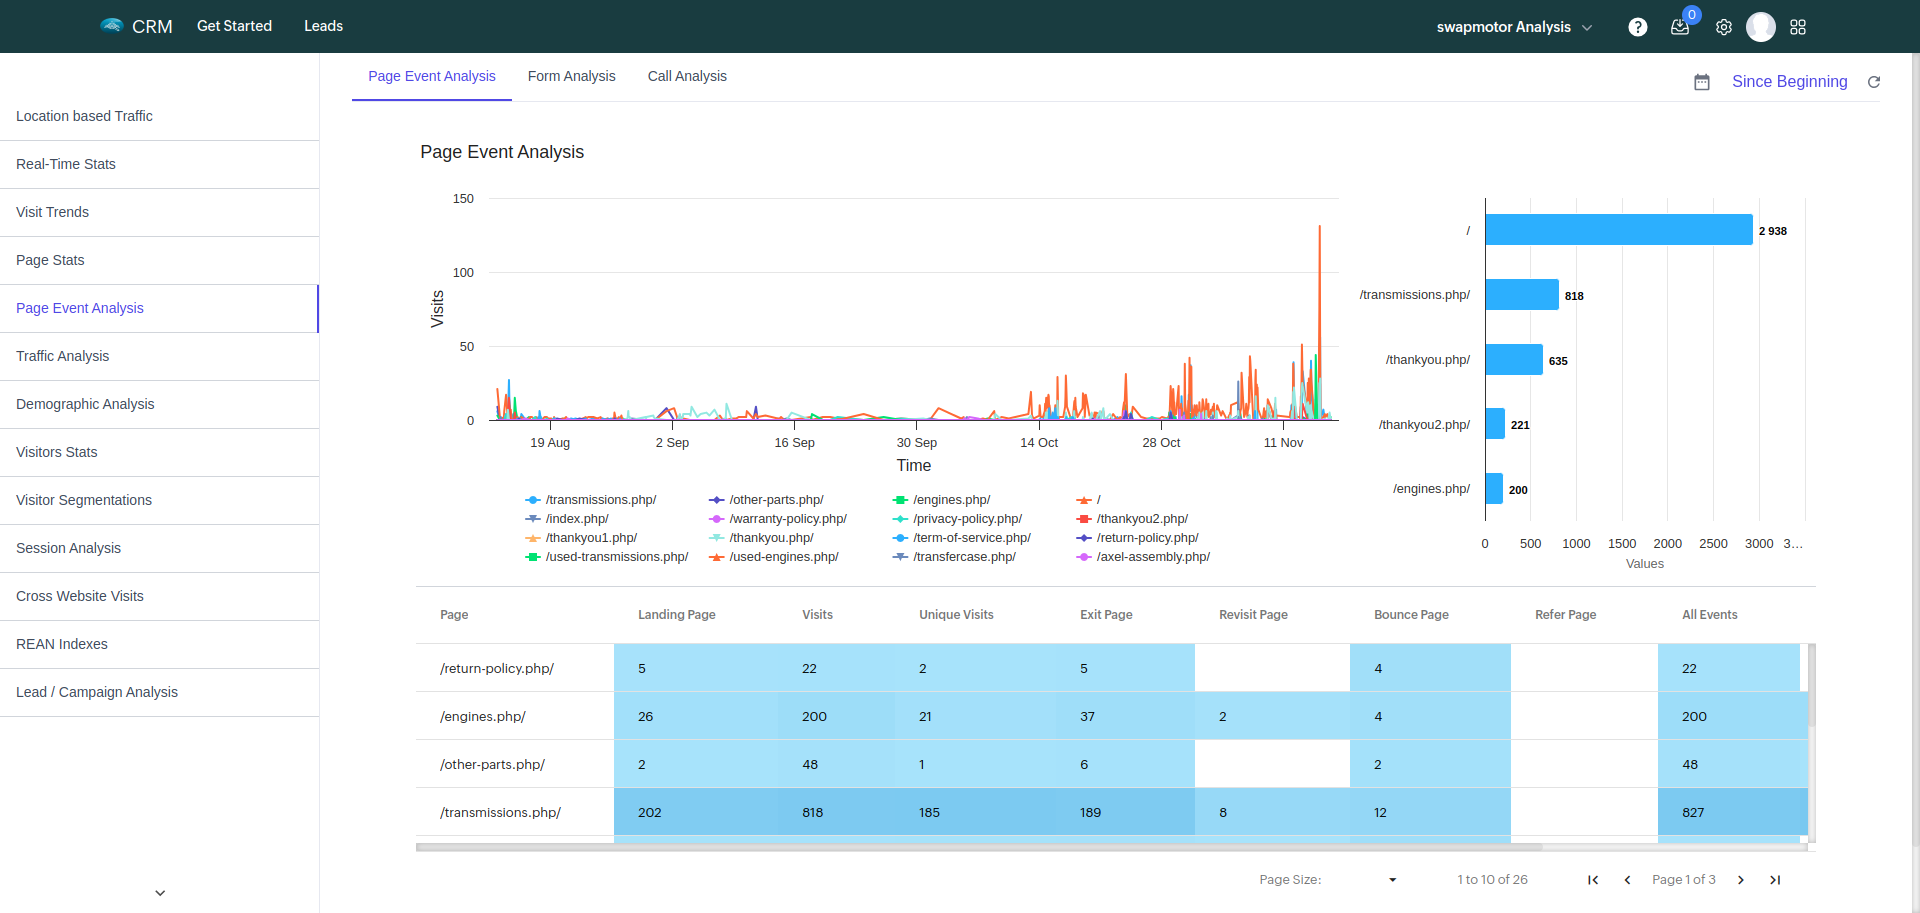 CRM Get Started Leads swapmotor Analysis ? 0
Page Event Analysis Form Analysis Call Analysis Since Beginning
Location based Traffic
Real-Time Stats
Visit Trends
Page Stats
Page Event Analysis
Traffic Analysis
Demographic Analysis
Visitors Stats
Visitor Segmentations
Session Analysis
Cross Website Visits
REAN Indexes
Lead / Campaign Analysis
Page Event Analysis
150
100
50
0
Visits
19 Aug 2 Sep 16 Sep 30 Sep 14 Oct 28 Oct 11 Nov
Time
/transmissions.php/ /other-parts.php/ /engines.php/ /
/index.php/ /warranty-policy.php/ /privacy-policy.php/ /thankyou2.php/
/thankyou1.php/ /thankyou.php/ /term-of-service.php/ /return-policy.php/
/used-transmissions.php/ /used-engines.php/ /transfercase.php/ /axel-assembly.php/
/ 2 938
/transmissions.php/ 818
/thankyou.php/ 635
/thankyou2.php/ 221
/engines.php/ 200
0 500 1000 1500 2000 2500 3000 3...
Values
Page Landing Page Visits Unique Visits Exit Page Revisit Page Bounce Page Refer Page All Events
/return-policy.php/ 5 22 2 5 4 22
/engines.php/ 26 200 21 37 2 4 200
/other-parts.php/ 2 48 1 6 2 48
/transmissions.php/ 202 818 185 189 8 12 827
Page Size: 1 to 10 of 26 Page 1 of 3